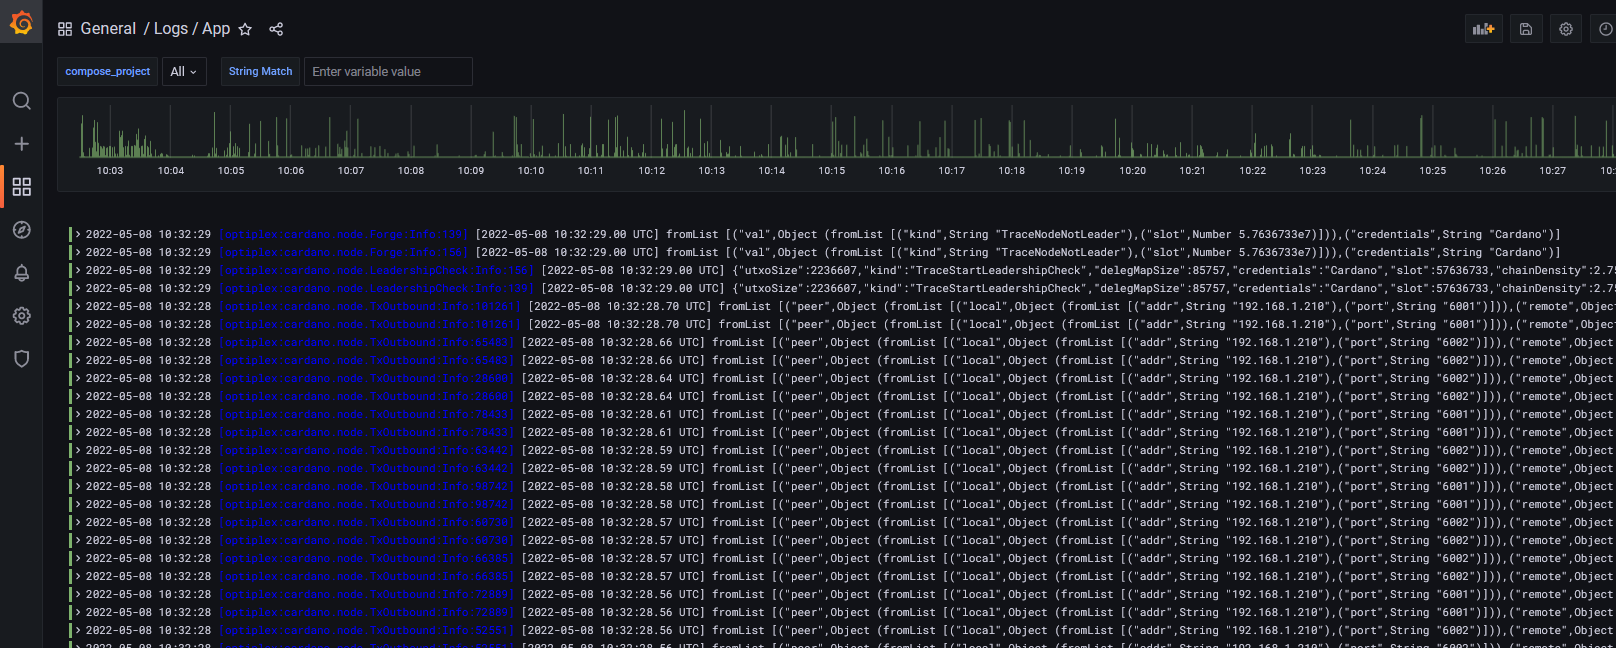 General / Logs / App
compose_project All String Match Enter variable value
10:03 10:04 10:05 10:06 10:07 10:08 10:09 10:10 10:11 10:12 10:13 10:14 10:15 10:16 10:17 10:18 10:19 10:20 10:21 10:22 10:23 10:24 10:25 10:26 10:27 10:
2022-05-08 10:32:29 [optiplex:cardano.node.Forge:Info:139] [2022-05-08 10:32:29.00 UTC] fromList [("val",Object (fromList [("kind",String "TraceNodeNotLeader"),("slot",Number 5.7636733e7)])),("credentials",String "Cardano")]
2022-05-08 10:32:29 [optiplex:cardano.node.Forge:Info:156] [2022-05-08 10:32:29.00 UTC] fromList [("val",Object (fromList [("kind",String "TraceNodeNotLeader"),("slot",Number 5.7636733e7)])),("credentials",String "Cardano")]
2022-05-08 10:32:29 [optiplex:cardano.node.LeadershipCheck:Info:156] [2022-05-08 10:32:29.00 UTC] {"utxoSize":2236607,"kind":"TraceStartLeadershipCheck","delegMapSize":85757,"credentials":"Cardano","slot":57636733,"chainDensity":2.75
2022-05-08 10:32:29 [optiplex:cardano.node.LeadershipCheck:Info:139] [2022-05-08 10:32:29.00 UTC] {"utxoSize":2236607,"kind":"TraceStartLeadershipCheck","delegMapSize":85757,"credentials":"Cardano","slot":57636733,"chainDensity":2.75
2022-05-08 10:32:28 [optiplex:cardano.node.TxOutbound:Info:101261] [2022-05-08 10:32:28.70 UTC] fromList [("peer",Object (fromList [("local",Object (fromList [("addr",String "192.168.1.210"),("port",String "6001")])),("remote",Objec
2022-05-08 10:32:28 [optiplex:cardano.node.TxOutbound:Info:101261] [2022-05-08 10:32:28.70 UTC] fromList [("peer",Object (fromList [("local",Object (fromList [("addr",String "192.168.1.210"),("port",String "6001")])),("remote",Objec
2022-05-08 10:32:28 [optiplex:cardano.node.TxOutbound:Info:65483] [2022-05-08 10:32:28.66 UTC] fromList [("peer",Object (fromList [("local",Object (fromList [("addr",String "192.168.1.210"),("port",String "6002")])),("remote",Object
2022-05-08 10:32:28 [optiplex:cardano.node.TxOutbound:Info:65483] [2022-05-08 10:32:28.66 UTC] fromList [("peer",Object (fromList [("local",Object (fromList [("addr",String "192.168.1.210"),("port",String "6002")])),("remote",Object
2022-05-08 10:32:28 [optiplex:cardano.node.TxOutbound:Info:28600] [2022-05-08 10:32:28.64 UTC] fromList [("peer",Object (fromList [("local",Object (fromList [("addr",String "192.168.1.210"),("port",String "6002")])),("remote",Object
2022-05-08 10:32:28 [optiplex:cardano.node.TxOutbound:Info:28600] [2022-05-08 10:32:28.64 UTC] fromList [("peer",Object (fromList [("local",Object (fromList [("addr",String "192.168.1.210"),("port",String "6002")])),("remote",Object
2022-05-08 10:32:28 [optiplex:cardano.node.TxOutbound:Info:78433] [2022-05-08 10:32:28.61 UTC] fromList [("peer",Object (fromList [("local",Object (fromList [("addr",String "192.168.1.210"),("port",String "6001")])),("remote",Object
2022-05-08 10:32:28 [optiplex:cardano.node.TxOutbound:Info:78433] [2022-05-08 10:32:28.61 UTC] fromList [("peer",Object (fromList [("local",Object (fromList [("addr",String "192.168.1.210"),("port",String "6001")])),("remote",Object
2022-05-08 10:32:28 [optiplex:cardano.node.TxOutbound:Info:63442] [2022-05-08 10:32:28.59 UTC] fromList [("peer",Object (fromList [("local",Object (fromList [("addr",String "192.168.1.210"),("port",String "6002")])),("remote",Object
2022-05-08 10:32:28 [optiplex:cardano.node.TxOutbound:Info:63442] [2022-05-08 10:32:28.59 UTC] fromList [("peer",Object (fromList [("local",Object (fromList [("addr",String "192.168.1.210"),("port",String "6002")])),("remote",Object
2022-05-08 10:32:28 [optiplex:cardano.node.TxOutbound:Info:98742] [2022-05-08 10:32:28.58 UTC] fromList [("peer",Object (fromList [("local",Object (fromList [("addr",String "192.168.1.210"),("port",String "6001")])),("remote",Object
2022-05-08 10:32:28 [optiplex:cardano.node.TxOutbound:Info:98742] [2022-05-08 10:32:28.58 UTC] fromList [("peer",Object (fromList [("local",Object (fromList [("addr",String "192.168.1.210"),("port",String "6001")])),("remote",Object
2022-05-08 10:32:28 [optiplex:cardano.node.TxOutbound:Info:60720] [2022-05-08 10:32:28.57 UTC] fromList [("peer",Object (fromList [("local",Object (fromList [("addr",String "192.168.1.210"),("port",String "6002")])),("remote",Object
2022-05-08 10:32:28 [optiplex:cardano.node.TxOutbound:Info:60720] [2022-05-08 10:32:28.57 UTC] fromList [("peer",Object (fromList [("local",Object (fromList [("addr",String "192.168.1.210"),("port",String "6002")])),("remote",Object
2022-05-08 10:32:28 [optiplex:cardano.node.TxOutbound:Info:66385] [2022-05-08 10:32:28.57 UTC] fromList [("peer",Object (fromList [("local",Object (fromList [("addr",String "192.168.1.210"),("port",String "6002")])),("remote",Object
2022-05-08 10:32:28 [optiplex:cardano.node.TxOutbound:Info:66385] [2022-05-08 10:32:28.57 UTC] fromList [("peer",Object (fromList [("local",Object (fromList [("addr",String "192.168.1.210"),("port",String "6002")])),("remote",Object
2022-05-08 10:32:28 [optiplex:cardano.node.TxOutbound:Info:72889] [2022-05-08 10:32:28.56 UTC] fromList [("peer",Object (fromList [("local",Object (fromList [("addr",String "192.168.1.210"),("port",String "6001")])),("remote",Object
2022-05-08 10:32:28 [optiplex:cardano.node.TxOutbound:Info:72889] [2022-05-08 10:32:28.56 UTC] fromList [("peer",Object (fromList [("local",Object (fromList [("addr",String "192.168.1.210"),("port",String "6001")])),("remote",Object
2022-05-08 10:32:28 [2022-05-08 10:32:28.56 UTC] fromList [("peer",Object (fromList [("local",Object (fromList [("addr",String "192.168.1.210"),("port",String "6002")])),("remote",Object